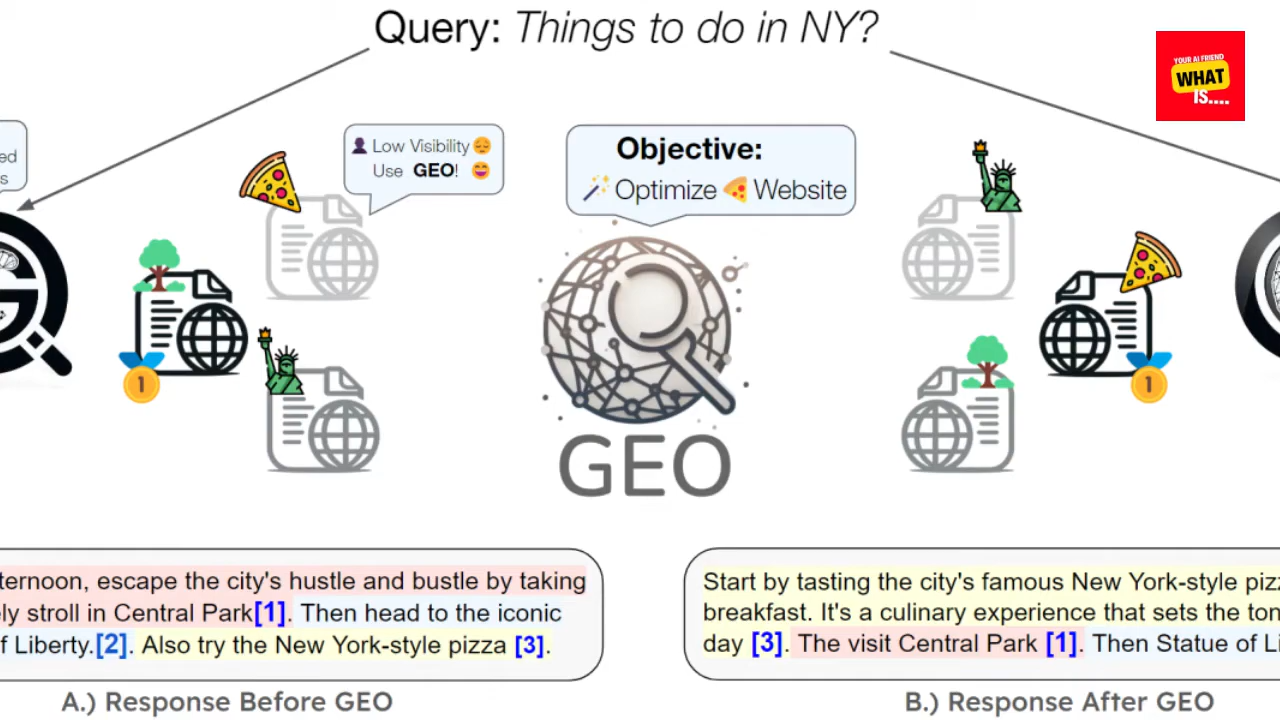 Query: Things to do in NY?
YOUR AI FRIEND
WHAT
IS....
ed
s
Low Visibility
Use GEO!
Objective:
Optimize Website
1
1
GEO
ternoon, escape the city's hustle and bustle by taking
ely stroll in Central Park[1]. Then head to the iconic
f Liberty.[2]. Also try the New York-style pizza [3].
A.) Response Before GEO
Start by tasting the city's famous New York-style piz
breakfast. It's a culinary experience that sets the ton
day [3]. The visit Central Park [1]. Then Statue of Li
B.) Response After GEO